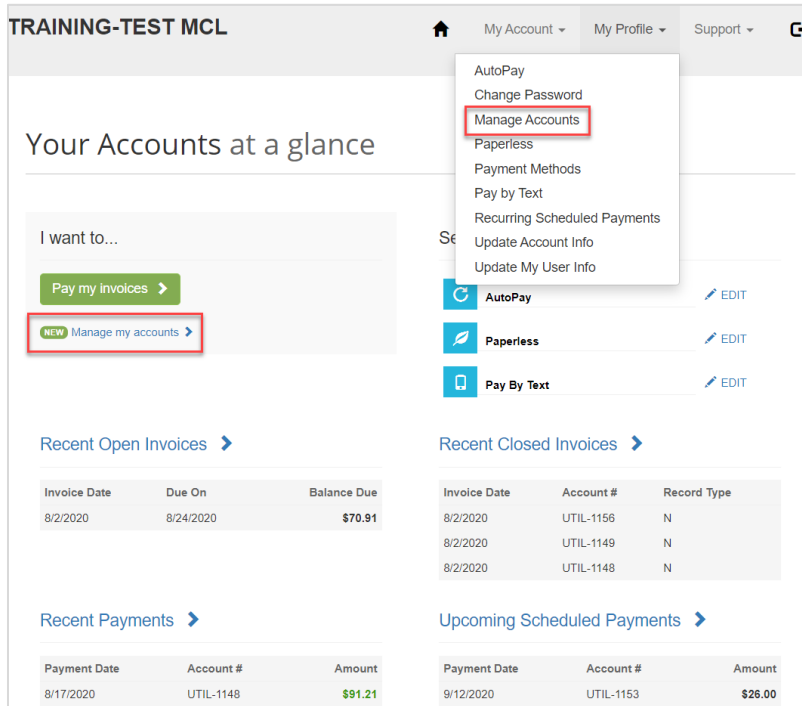 TRAINING-TEST MCL
My Account
My Profile
Support
AutoPay
Change Password
Manage Accounts
Paperless
Payment Methods
Pay by Text
Recurring Scheduled Payments
Update Account Info
Update My User Info
Your Accounts at a glance
I want to...
Pay my invoices
NEW Manage my accounts
AutoPay EDIT
Paperless EDIT
Pay By Text EDIT
Recent Open Invoices
Invoice Date Due On Balance Due
8/2/2020 8/24/2020 $70.91
Recent Closed Invoices
Invoice Date Account # Record Type
8/2/2020 UTIL-1156 N
8/2/2020 UTIL-1149 N
8/2/2020 UTIL-1148 N
Recent Payments
Payment Date Account # Amount
8/17/2020 UTIL-1148 $91.21
Upcoming Scheduled Payments
Payment Date Account # Amount
9/12/2020 UTIL-1153 $26.00